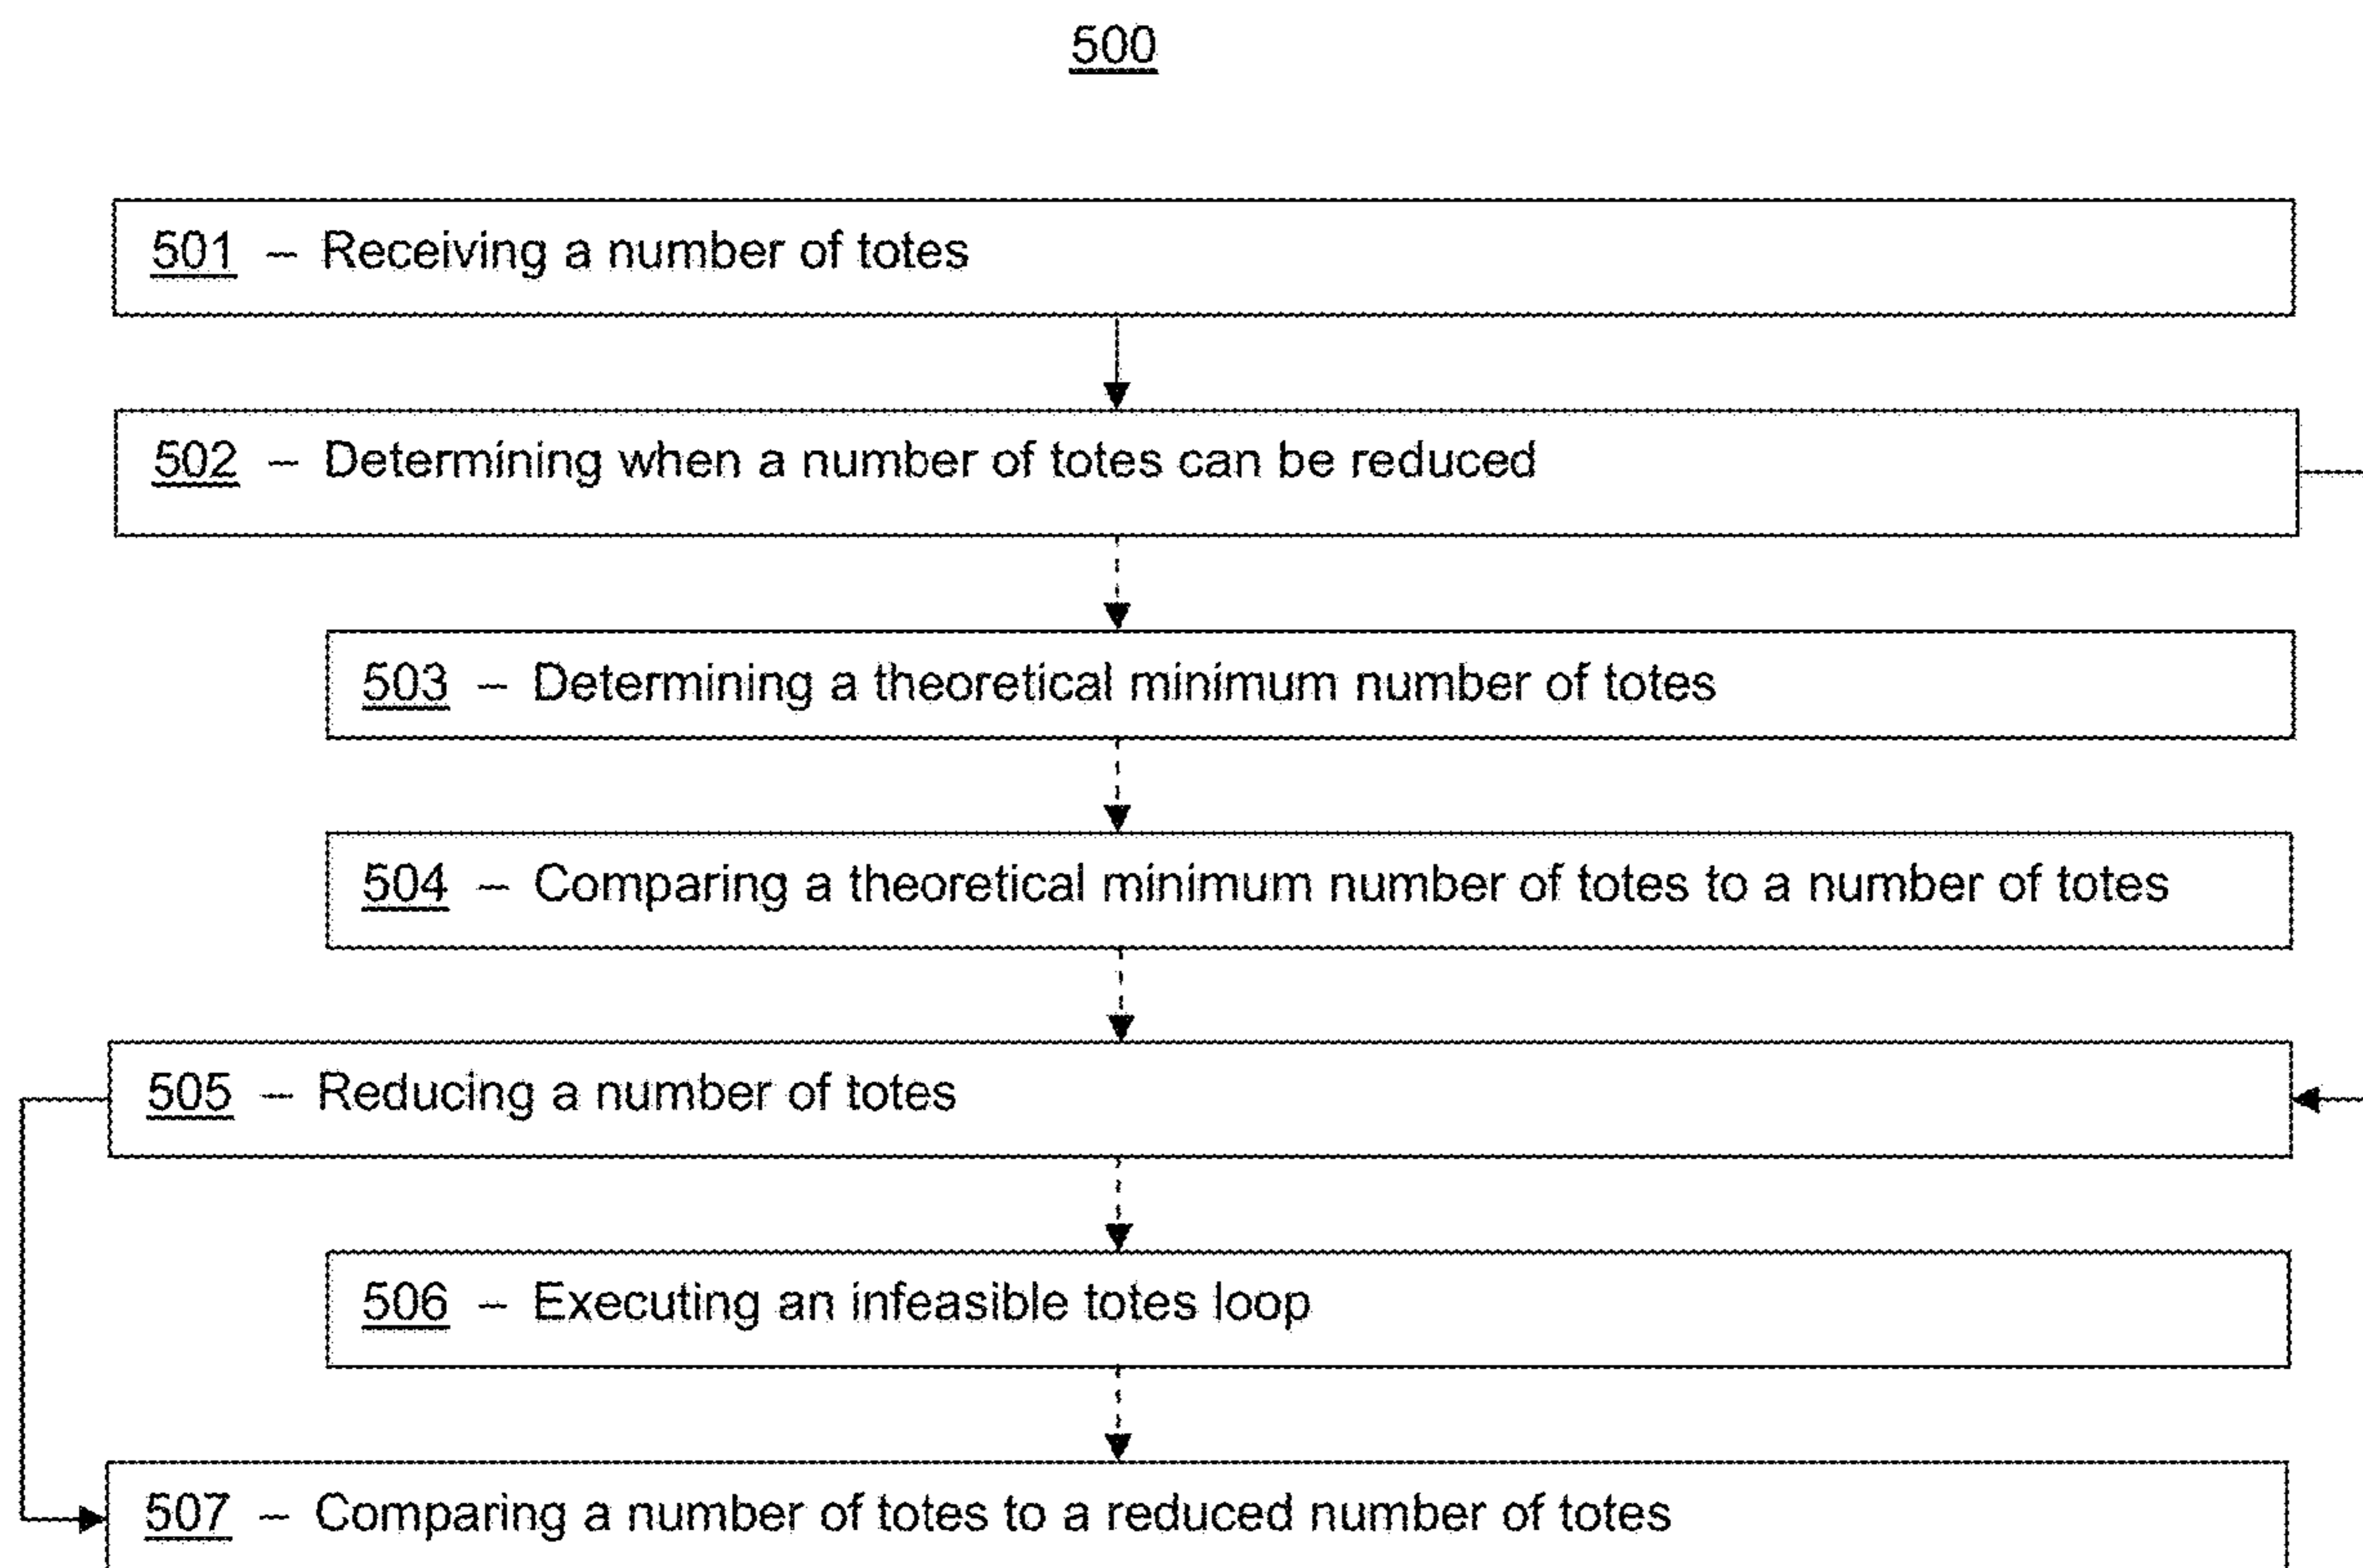 500
501 – Receiving a number of totes
502 – Determining when a number of totes can be reduced
503 – Determining a theoretical minimum number of totes
504 – Comparing a theoretical minimum number of totes to a number of totes
505 – Reducing a number of totes
506 – Executing an infeasible totes loop
507 – Comparing a number of totes to a reduced number of totes